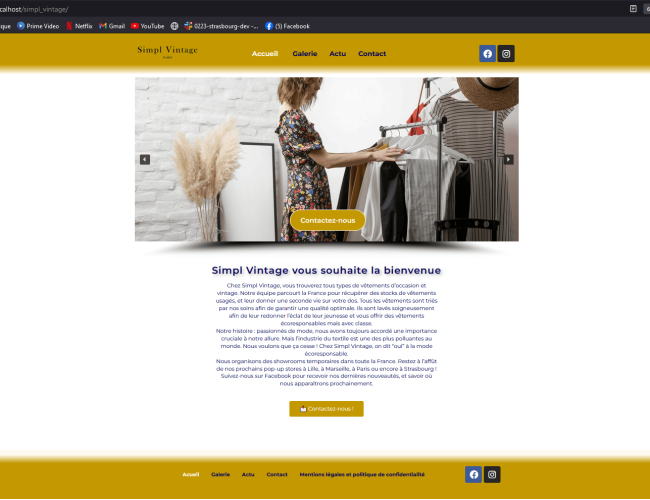 calhost/simpl_vintage/
que Prime Video Netflix Gmail YouTube 0223-strasbourg-dev -... (5) Facebook
Simpl Vintage
Accueil Galerie Actu Contact
Contactez-nous
Simpl Vintage vous souhaite la bienvenue
Chez Simpl Vintage, vous trouverez tous types de vêtements d'occasion et
vintage. Notre équipe parcourt la France pour récupérer des stocks de vêtements
usagés, et leur donner une seconde vie sur votre dos. Tous les vêtements sont triés
par nos soins afin de garantir une qualité optimale. Ils sont lavés soigneusement
afin de leur redonner l'éclat de leur jeunesse et vous offrir des vêtements
écoresponsables mais avec classe.
Notre histoire : passionnés de mode, nous avons toujours accordé une importance
cruciale à notre allure. Mais l'industrie du textile est une des plus polluantes au
monde. Nous voulons que ça cesse ! Chez Simpl Vintage, on dit "oui" à la mode
écoresponsable.
Nous organisons des showrooms temporaires dans toute la France. Restez à l'affût
de nos prochains pop-up stores à Lille, à Marseille, à Paris ou encore à Strasbourg !
Suivez-nous sur Facebook pour recevoir nos dernières nouveautés, et savoir où
nous apparaîtrons prochainement.
Contactez-nous !
Acueil Galerie Actu Contact Mentions légales et politique de confidentialité